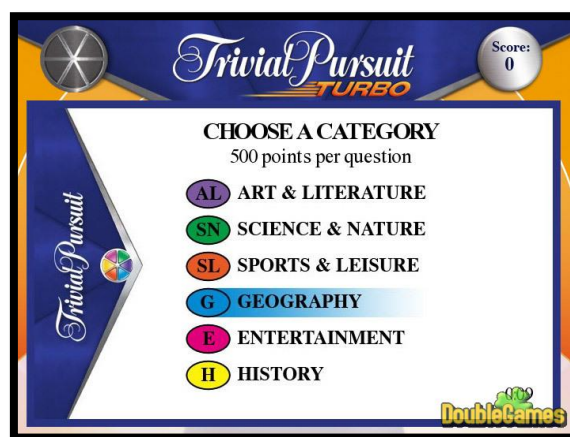 Trivial Pursuit
TURBO
Score:
0
CHOOSE A CATEGORY
500 points per question
AL ART & LITERATURE
SN SCIENCE & NATURE
SL SPORTS & LEISURE
G GEOGRAPHY
E ENTERTAINMENT
H HISTORY
Trivial Pursuit
DoubleGames